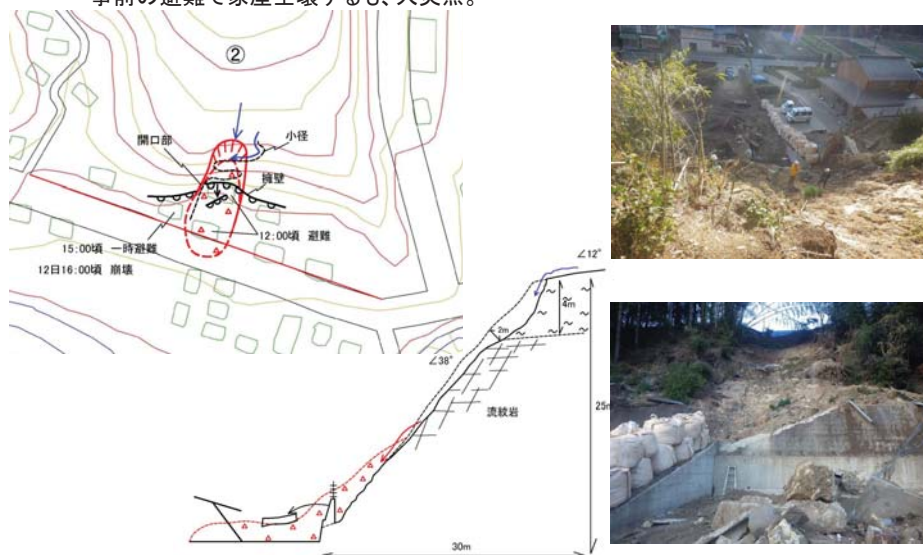 事前の避難で家屋全壊するも、人災無。
②
開口部
小径
擁壁
15:00頃 一時避難
12:00頃 避難
12日16:00頃 崩壊
∠12°
4m
2m
∠38°
流紋岩
25m
30m